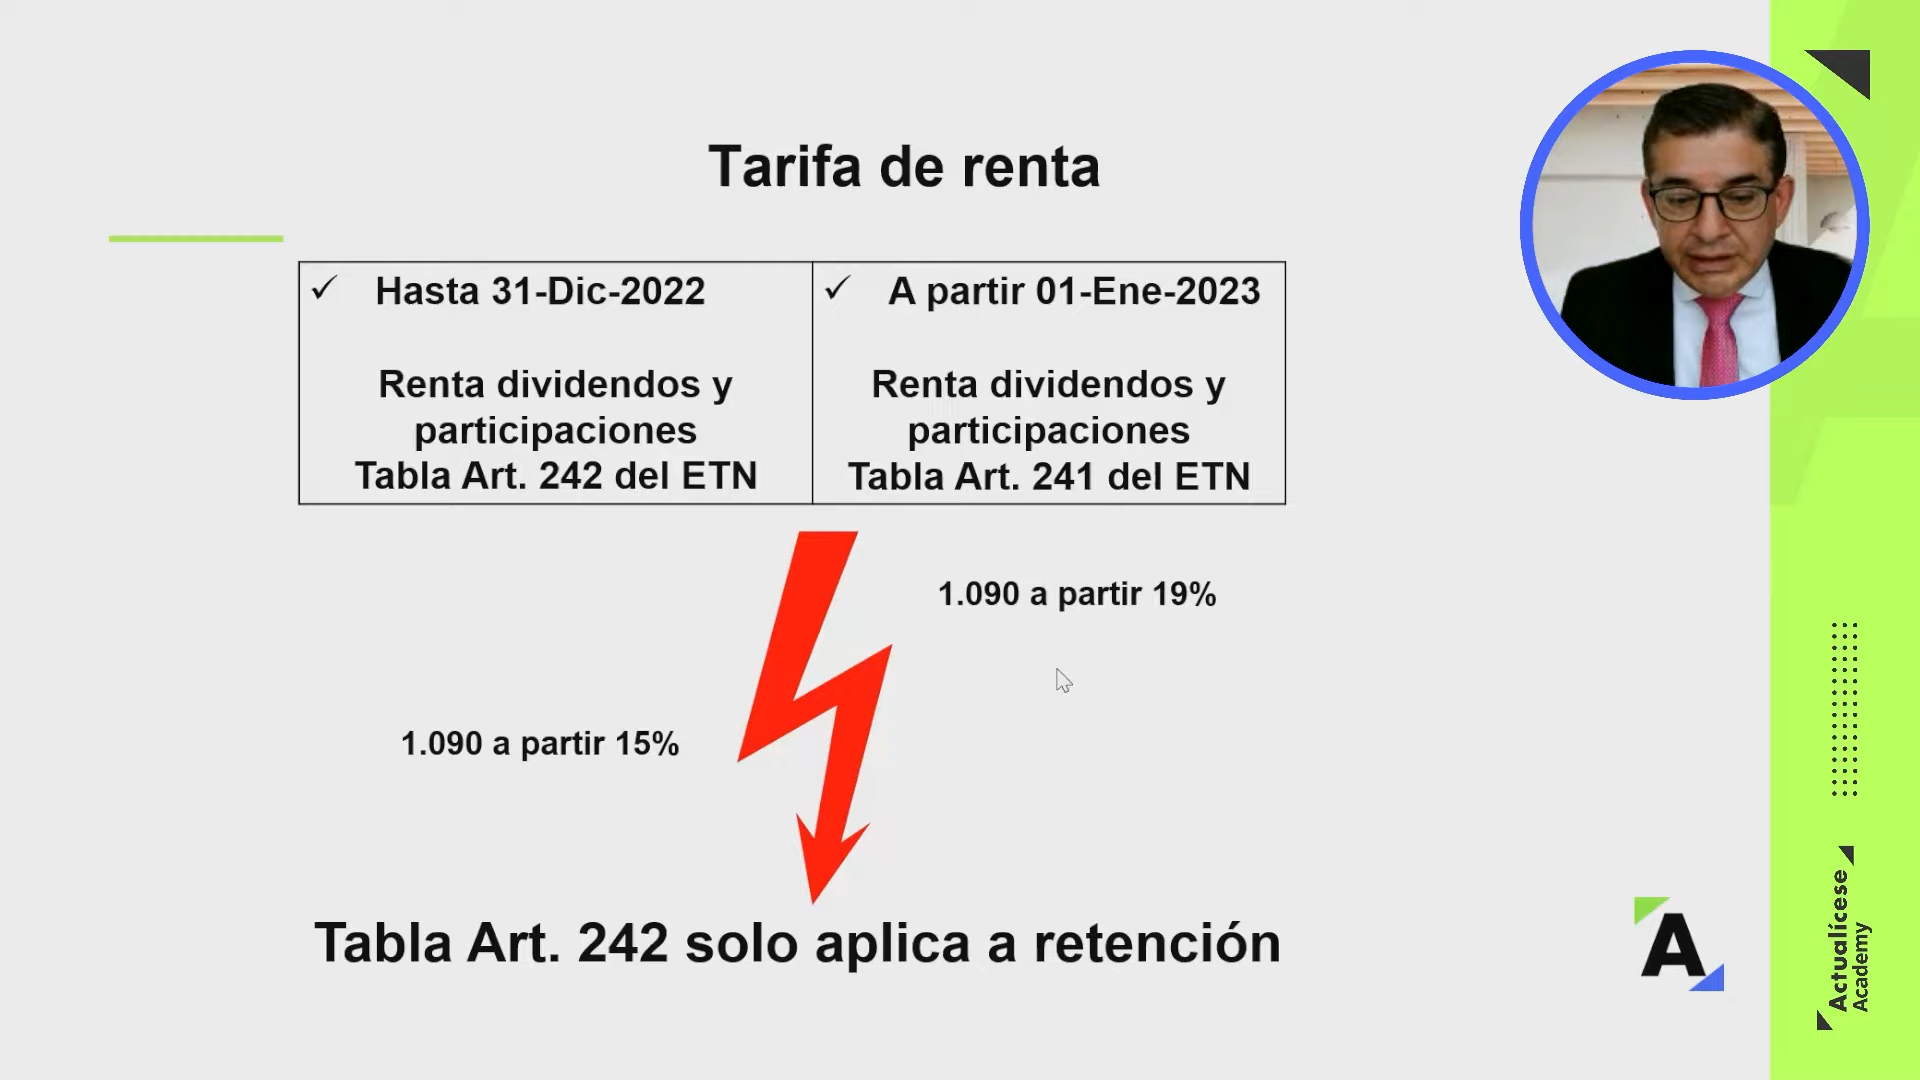 Tarifa de renta
✓ Hasta 31-Dic-2022
Renta dividendos y
participaciones
Tabla Art. 242 del ETN
✓ A partir 01-Ene-2023
Renta dividendos y
participaciones
Tabla Art. 241 del ETN
1.090 a partir 19%
1.090 a partir 15%
Tabla Art. 242 solo aplica a retención
A
Actualícese
Academy